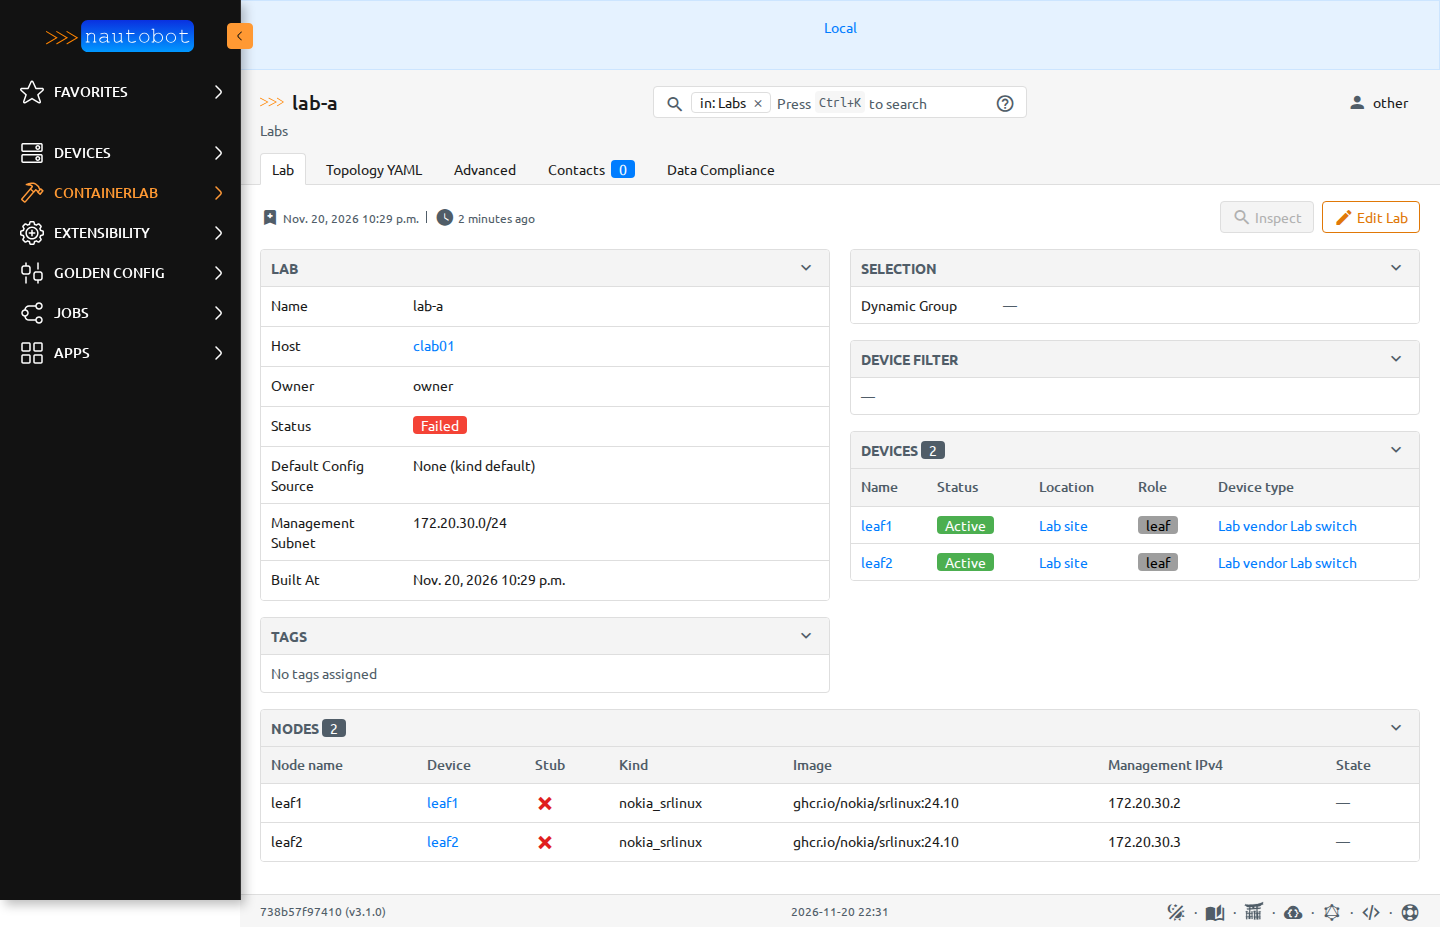 nautobot
FAVORITES
DEVICES
CONTAINERLAB
EXTENSIBILITY
GOLDEN CONFIG
JOBS
APPS
Local
lab-a
in: Labs × Press Ctrl+K to search
other
Labs
Lab Topology YAML Advanced Contacts 0 Data Compliance
Nov. 20, 2026 10:29 p.m. | 2 minutes ago
Inspect Edit Lab
LAB
Name lab-a
Host clab01
Owner owner
Status Failed
Default Config Source None (kind default)
Management Subnet 172.20.30.0/24
Built At Nov. 20, 2026 10:29 p.m.
TAGS
No tags assigned
SELECTION
Dynamic Group —
DEVICE FILTER
—
DEVICES 2
Name Status Location Role Device type
leaf1 Active Lab site leaf Lab vendor Lab switch
leaf2 Active Lab site leaf Lab vendor Lab switch
NODES 2
Node name Device Stub Kind Image Management IPv4 State
leaf1 leaf1 nokia_srlinux ghcr.io/nokia/srlinux:24.10 172.20.30.2 —
leaf2 leaf2 nokia_srlinux ghcr.io/nokia/srlinux:24.10 172.20.30.3 —
738b57f97410 (v3.1.0) 2026-11-20 22:31